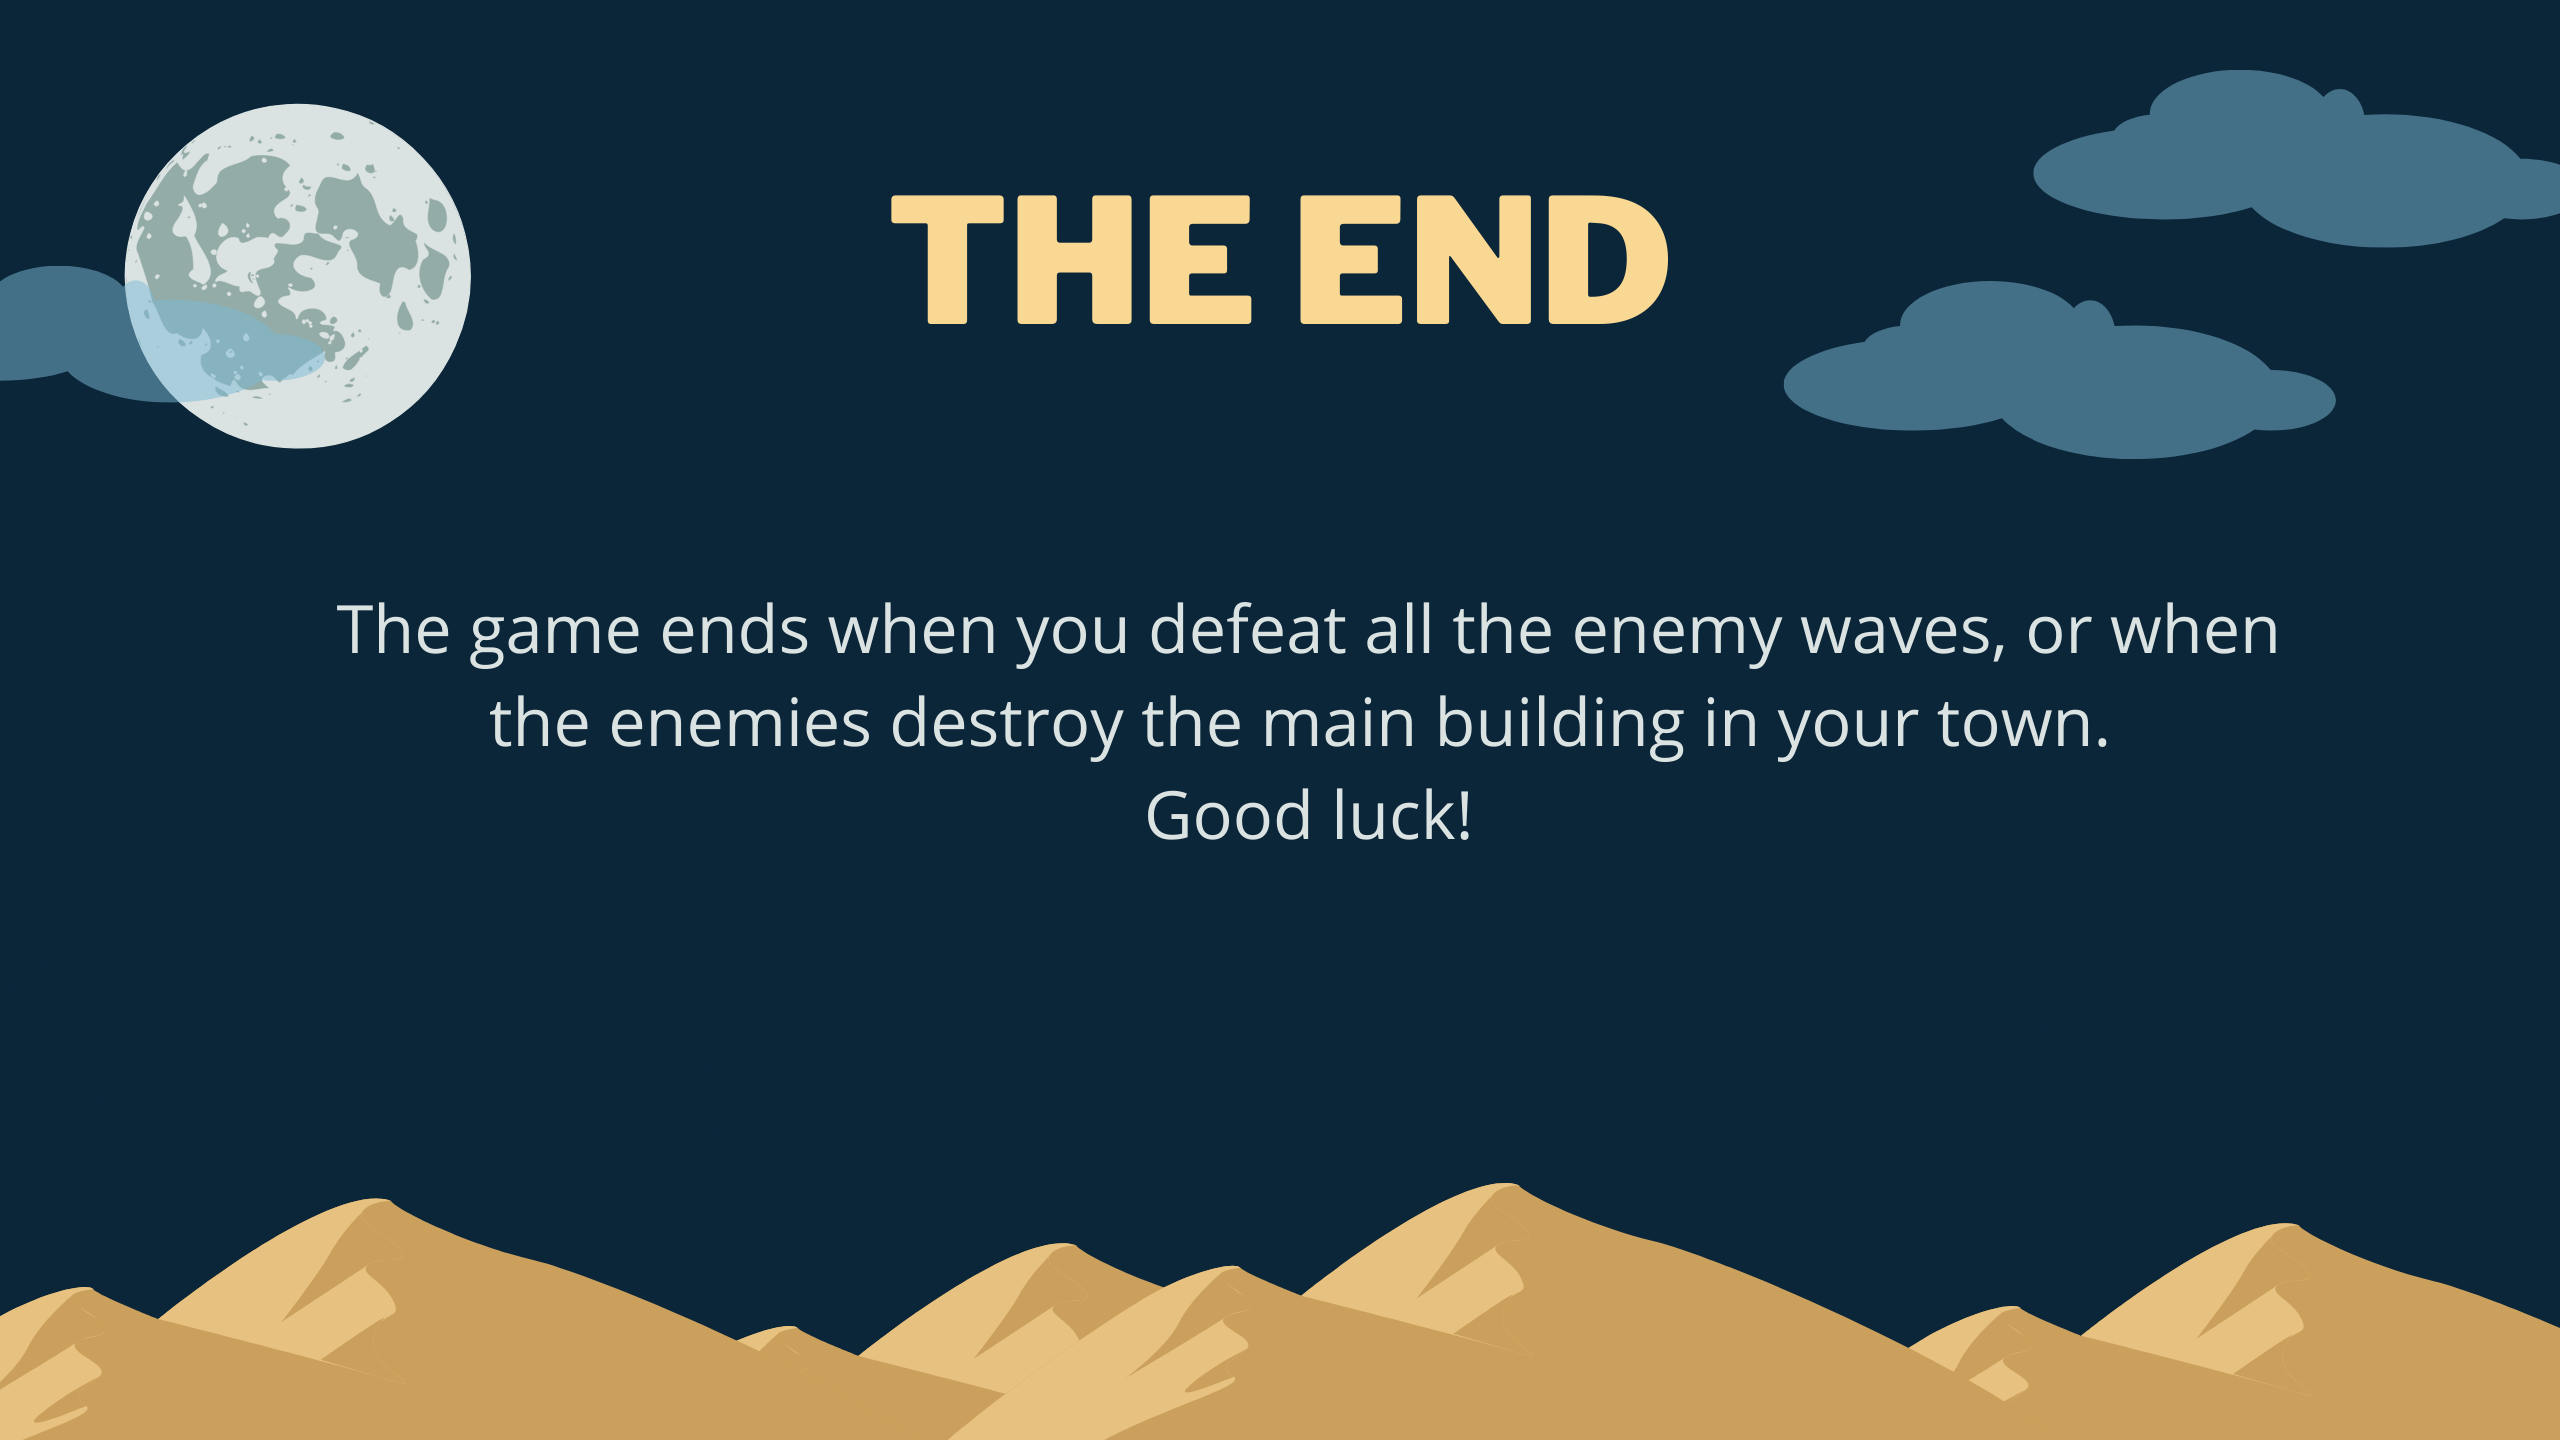 THE END
The game ends when you defeat all the enemy waves, or when
the enemies destroy the main building in your town.
Good luck!